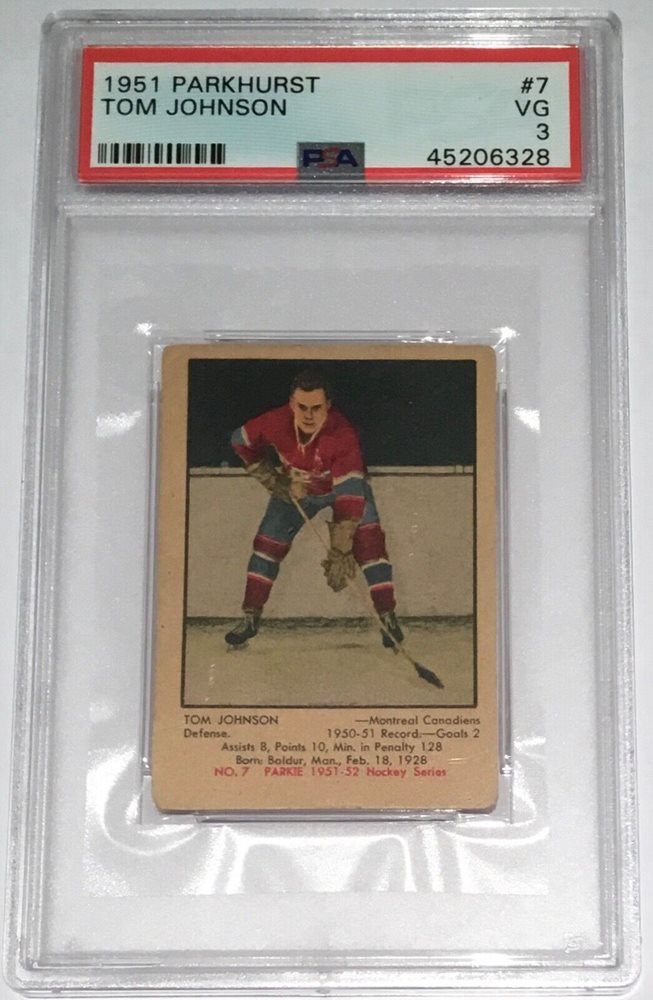 1951 PARKHURST #7
TOM JOHNSON VG
3
PSA 45206328
TOM JOHNSON —Montreal Canadiens
Defense. 1950-51 Record.—Goals 2
Assists 8, Points 10, Min. in Penalty 128
Born: Baldur, Man., Feb. 18, 1928
NO. 7 PARKIE 1951-52 Hockey Series